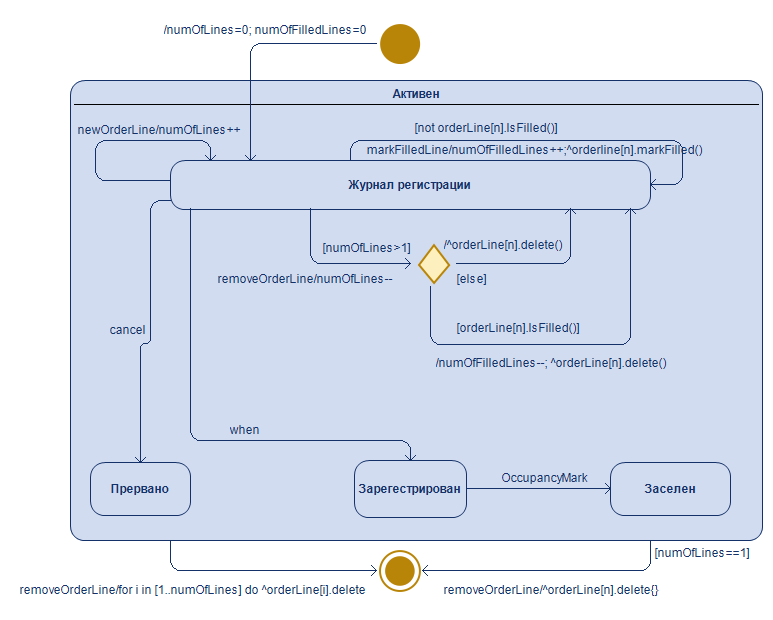 /numOfLines=0; numOfFilledLines=0
Активен
newOrderLine/numOfLines++
[not orderLine[n].IsFilled()]
markFilledLine/numOfFilledLines++;^orderline[n].markFilled()
Журнал регистрации
[numOfLines>1]
/^orderLine[n].delete()
removeOrderLine/numOfLines--
[else]
cancel
[orderLine[n].IsFilled()]
/numOfFilledLines--; ^orderLine[n].delete()
when
OccupancyMark
Прервано
Зарегестрирован
Заселен
[numOfLines==1]
removeOrderLine/for i in [1..numOfLines] do ^orderLine[i].delete
removeOrderLine/^orderLine[n].delete{}